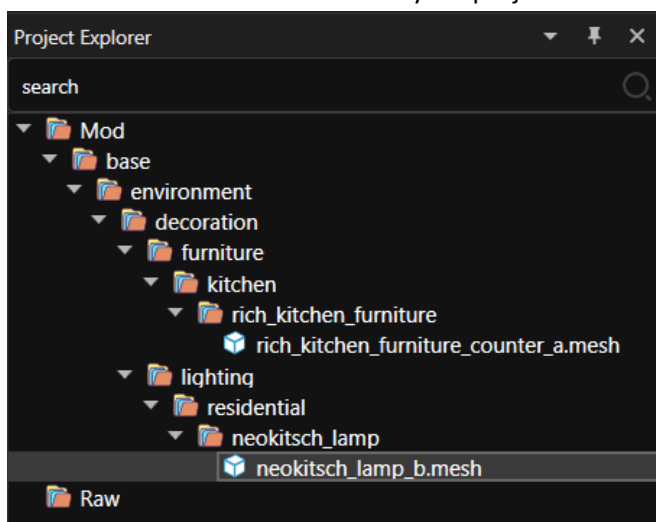 Project Explorer
search
Mod
base
environment
decoration
furniture
kitchen
rich_kitchen_furniture
rich_kitchen_furniture_counter_a.mesh
lighting
residential
neokitsch_lamp
neokitsch_lamp_b.mesh
Raw